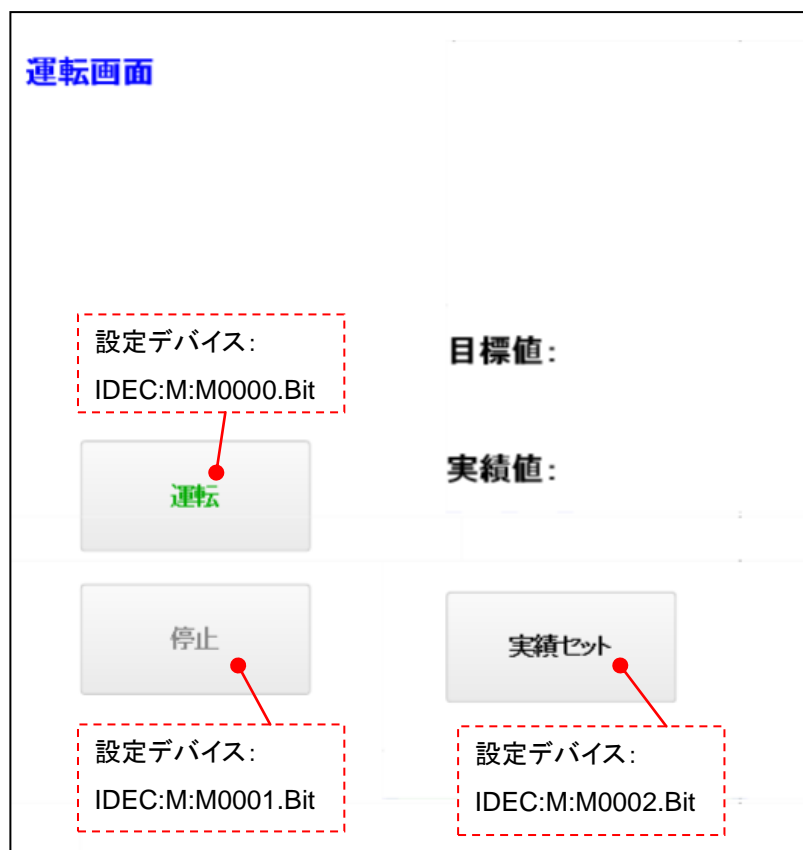 運転画面
設定デバイス：
IDEC:M:M0000.Bit
目標値：
実績値：
運転
停止
実績セット
設定デバイス：
IDEC:M:M0001.Bit
設定デバイス：
IDEC:M:M0002.Bit